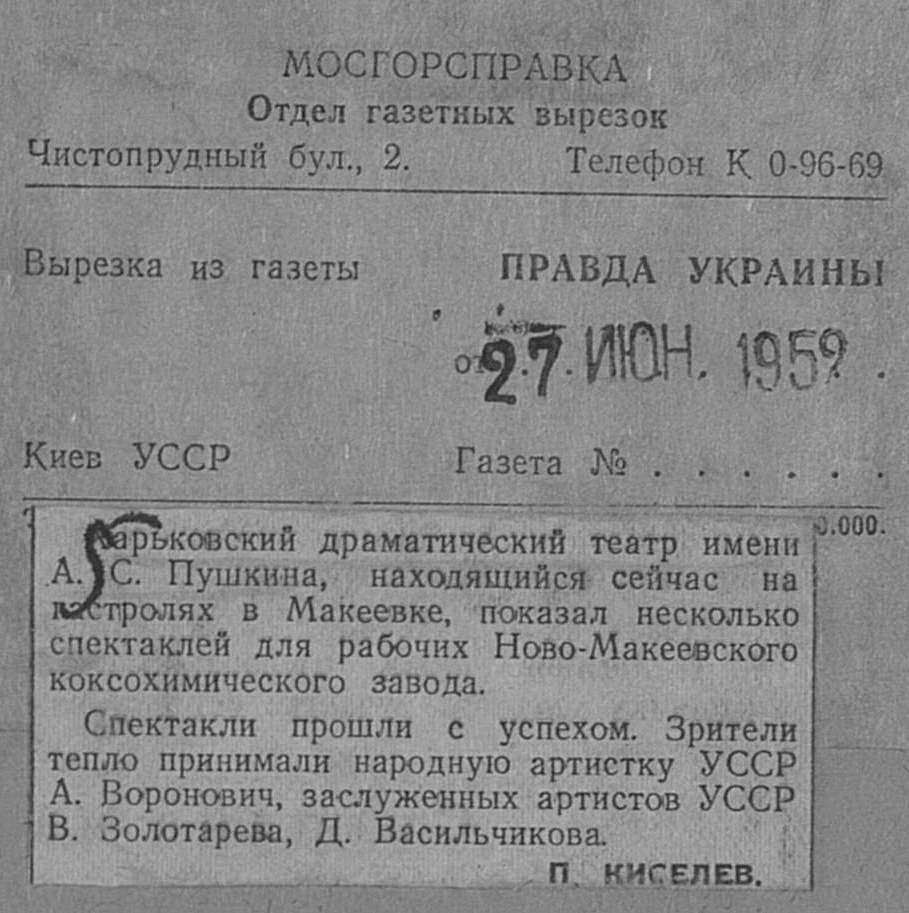 МОСГОРСПРАВКА
Отдел газетных вырезок
Чистопрудный бул., 2. Телефон К 0-96-69
Вырезка из газеты ПРАВДА УКРАИНЫ
от 27. ИЮН. 1959 .
Киев УССР Газета № . . . . . .
0.000.
Харьковский драматический театр имени
А. С. Пушкина, находящийся сейчас на
гастролях в Макеевке, показал несколько
спектаклей для рабочих Ново-Макеевского
коксохимического завода.
Спектакли прошли с успехом. Зрители
тепло принимали народную артистку УССР
А. Воронович, заслуженных артистов УССР
В. Золотарева, Д. Васильчикова.
П. КИСЕЛЕВ.